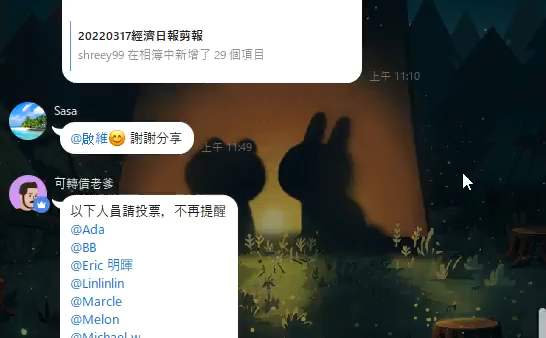 20220317經濟日報剪報
shreey99 在相簿中新增了 29 個項目
上午 11:10
Sasa
@啟維😊 謝謝分享
上午 11:49
可轉債老爹
以下人員請投票，不再提醒
@Ada
@BB
@Eric 明暉
@Linlinlin
@Marcle
@Melon
@Michael w